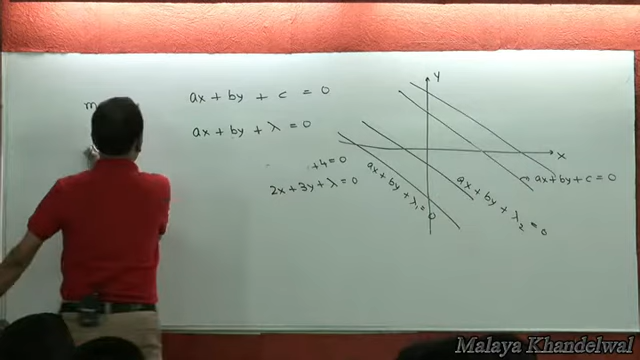 m
ax + by + c = 0
ax + by + λ = 0
+4=0
2x + 3y + λ = 0
y
x
ax + by + c = 0
ax + by + λ₁ = 0
ax + by + λ₂ = 0
Malaya Khandelwal